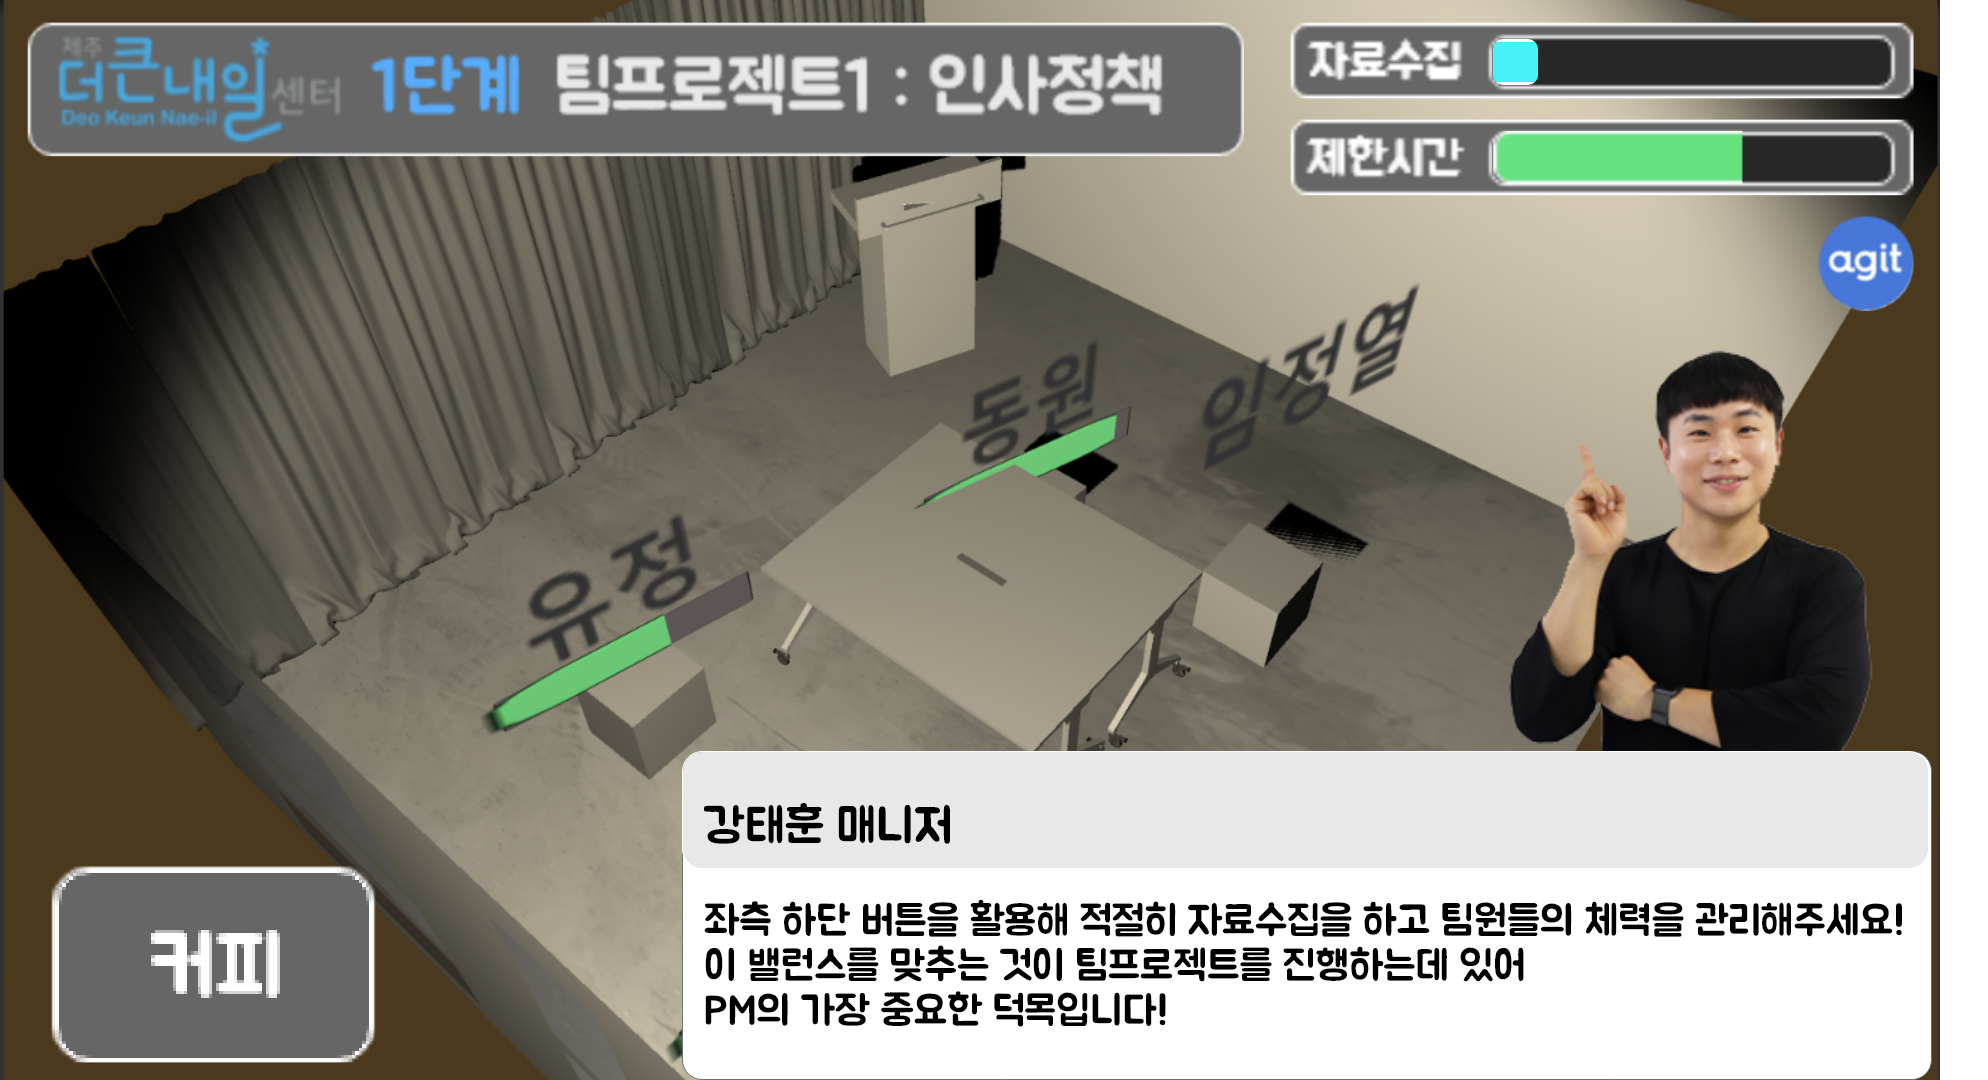 제주
더큰내일센터
Deo Keun Nae-il
1단계 팀프로젝트1 : 인사정책
자료수집
제한시간
agit
동원
임정열
유정
강태훈 매니저
좌측 하단 버튼을 활용해 적절히 자료수집을 하고 팀원들의 체력을 관리해주세요!
이 밸런스를 맞추는 것이 팀프로젝트를 진행하는데 있어
PM의 가장 중요한 덕목입니다!
커피